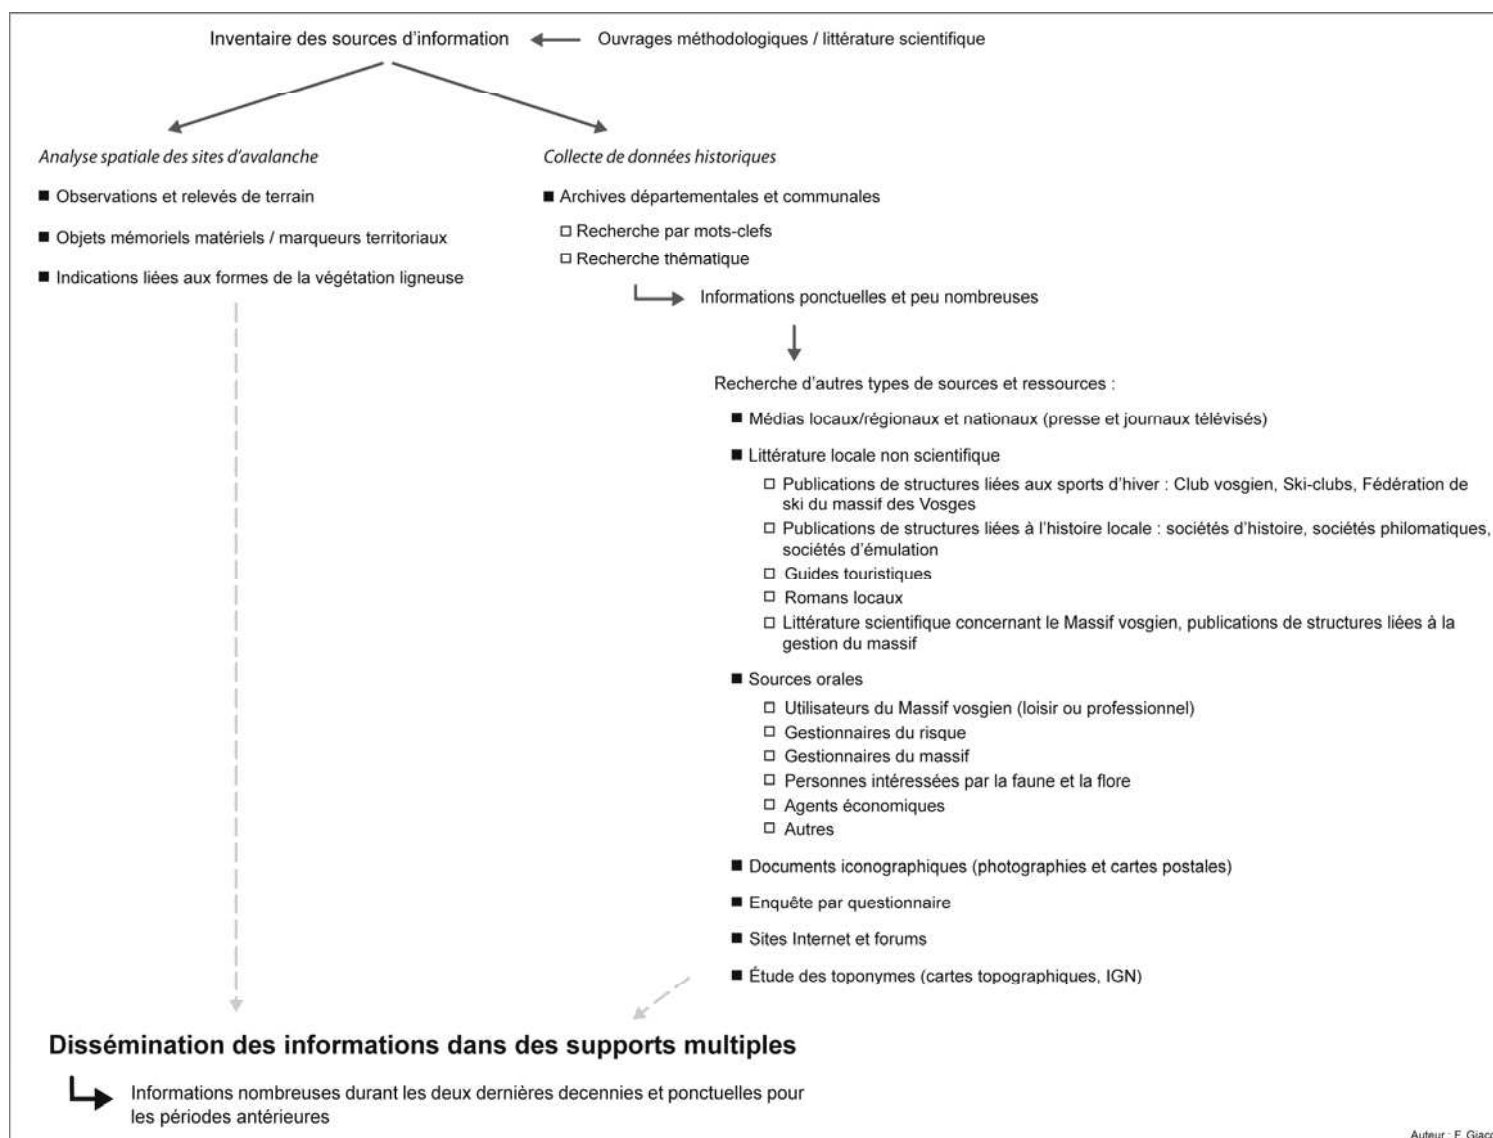 Inventaire des sources d'information
Ouvrages méthodologiques / littérature scientifique
Analyse spatiale des sites d'avalanche
■ Observations et relevés de terrain
■ Objets mémoriels matériels / marqueurs territoriaux
■ Indications liées aux formes de la végétation ligneuse
Collecte de données historiques
■ Archives départementales et communales
□ Recherche par mots-clefs
□ Recherche thématique
Informations ponctuelles et peu nombreuses
Recherche d'autres types de sources et ressources :
■ Médias locaux/régionaux et nationaux (presse et journaux télévisés)
■ Littérature locale non scientifique
□ Publications de structures liées aux sports d'hiver : Club vosgien, Ski-clubs, Fédération de
ski du massif des Vosges
□ Publications de structures liées à l'histoire locale : sociétés d'histoire, sociétés philomatiques,
sociétés d'émulation
□ Guides touristiques
□ Romans locaux
□ Littérature scientifique concernant le Massif vosgien, publications de structures liées à la
gestion du massif
■ Sources orales
□ Utilisateurs du Massif vosgien (loisir ou professionnel)
□ Gestionnaires du risque
□ Gestionnaires du massif
□ Personnes intéressées par la faune et la flore
□ Agents économiques
□ Autres
■ Documents iconographiques (photographies et cartes postales)
■ Enquête par questionnaire
■ Sites Internet et forums
■ Étude des toponymes (cartes topographiques, IGN)
Dissémination des informations dans des supports multiples
Informations nombreuses durant les deux dernières decennies et ponctuelles pour
les périodes antérieures
Auteur : F. Giaco